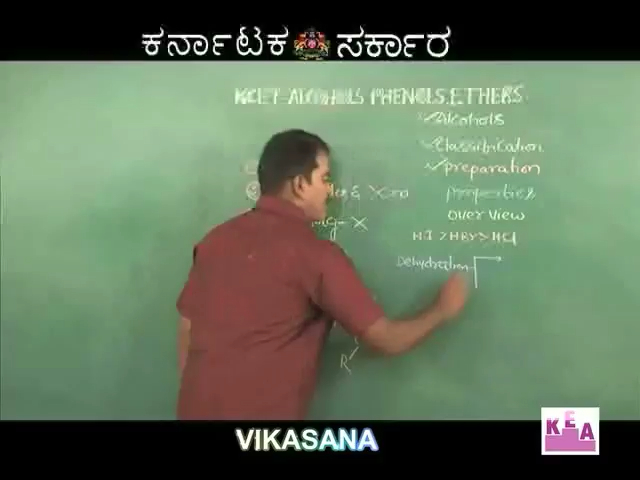 ಕರ್ನಾಟಕ ಸರ್ಕಾರ
KCET-ALCOHOLS PHENOLS, ETHERS
✓Alcohols
✓Classification
✓preparation
& X
properties
over view
mg-X
HI > HBr > HCl
Dehydration
R
VIKASANA
KEA